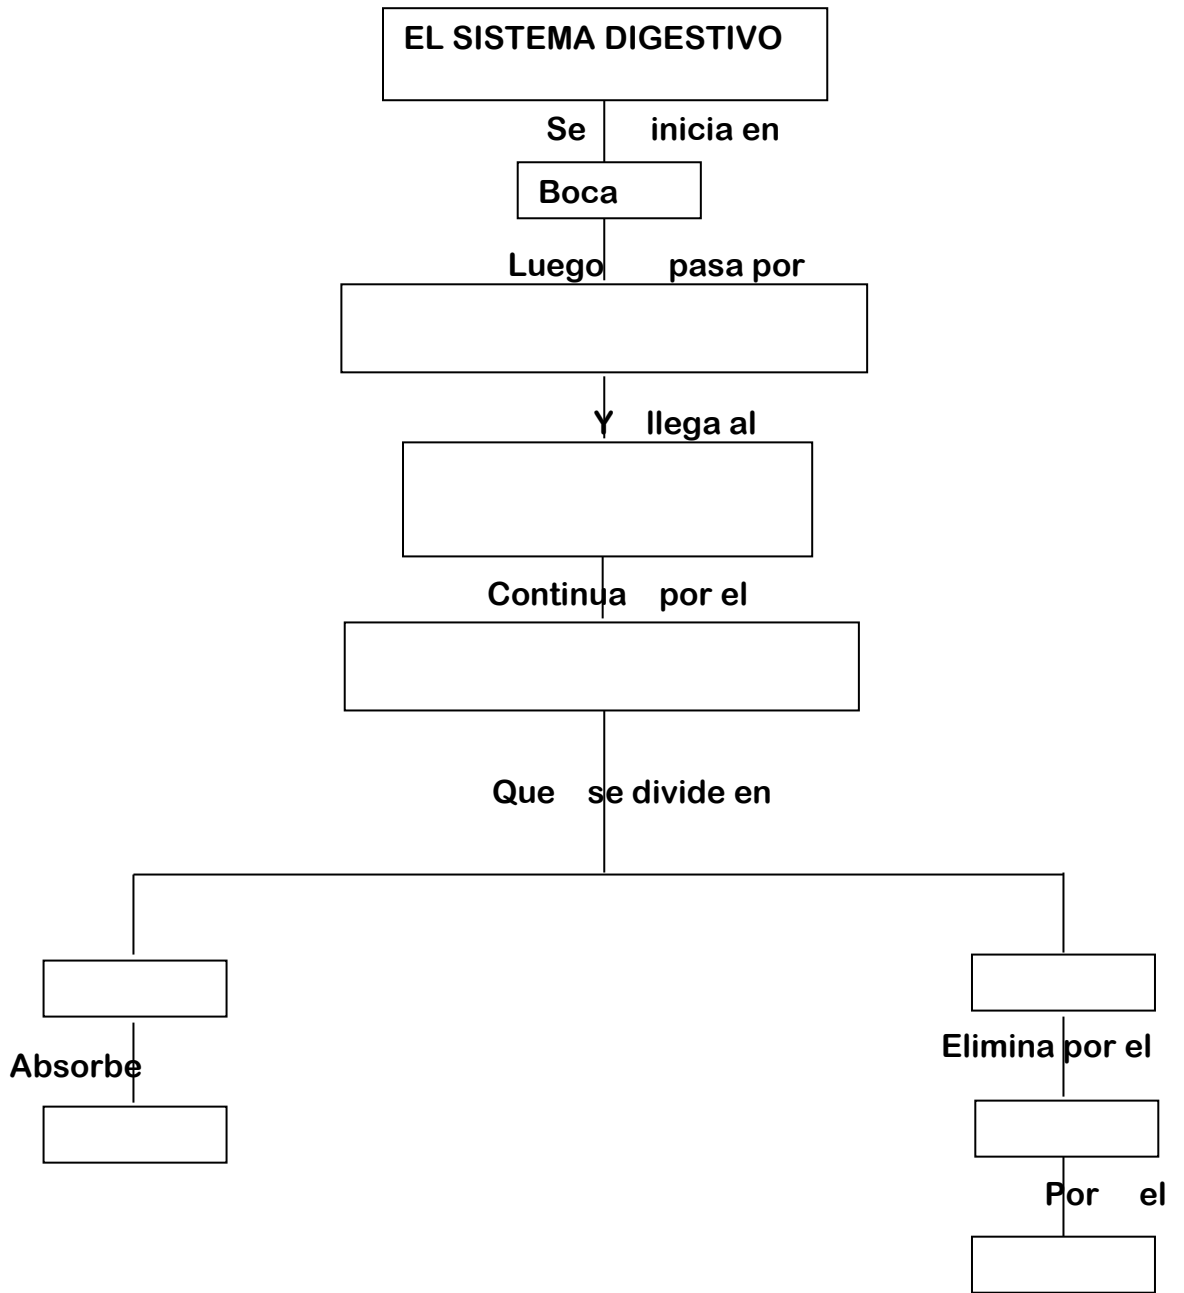 EL SISTEMA DIGESTIVO
Se inicia en
Boca
Luego pasa por
Y llega al
Continua por el
Que se divide en
Absorbe
Elimina por el
Por el